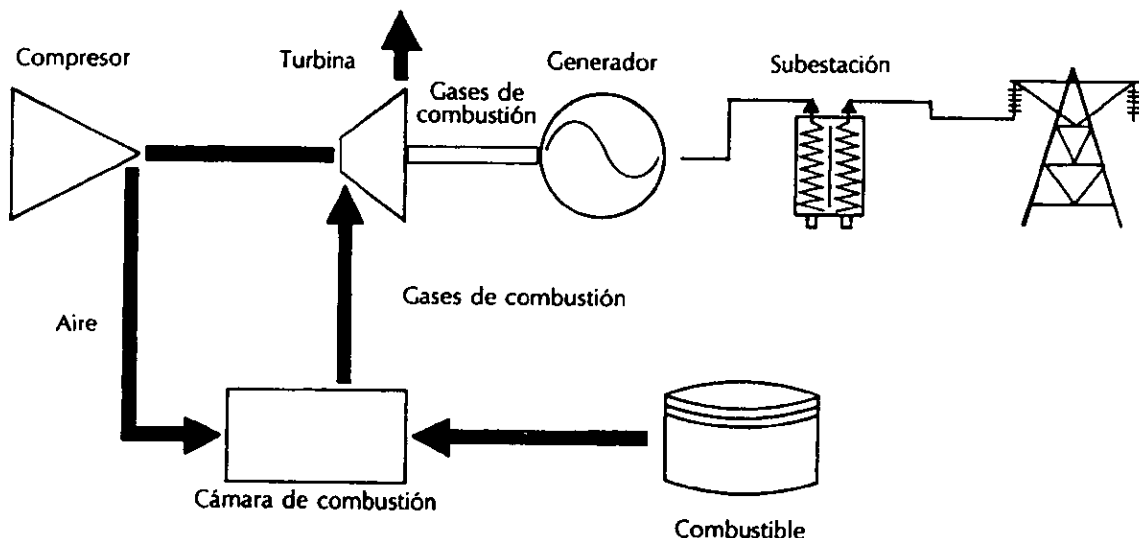 Compresor
Turbina
Gases de
combustión
Generador
Subestación
Aire
Gases de combustión
Cámara de combustión
Combustible